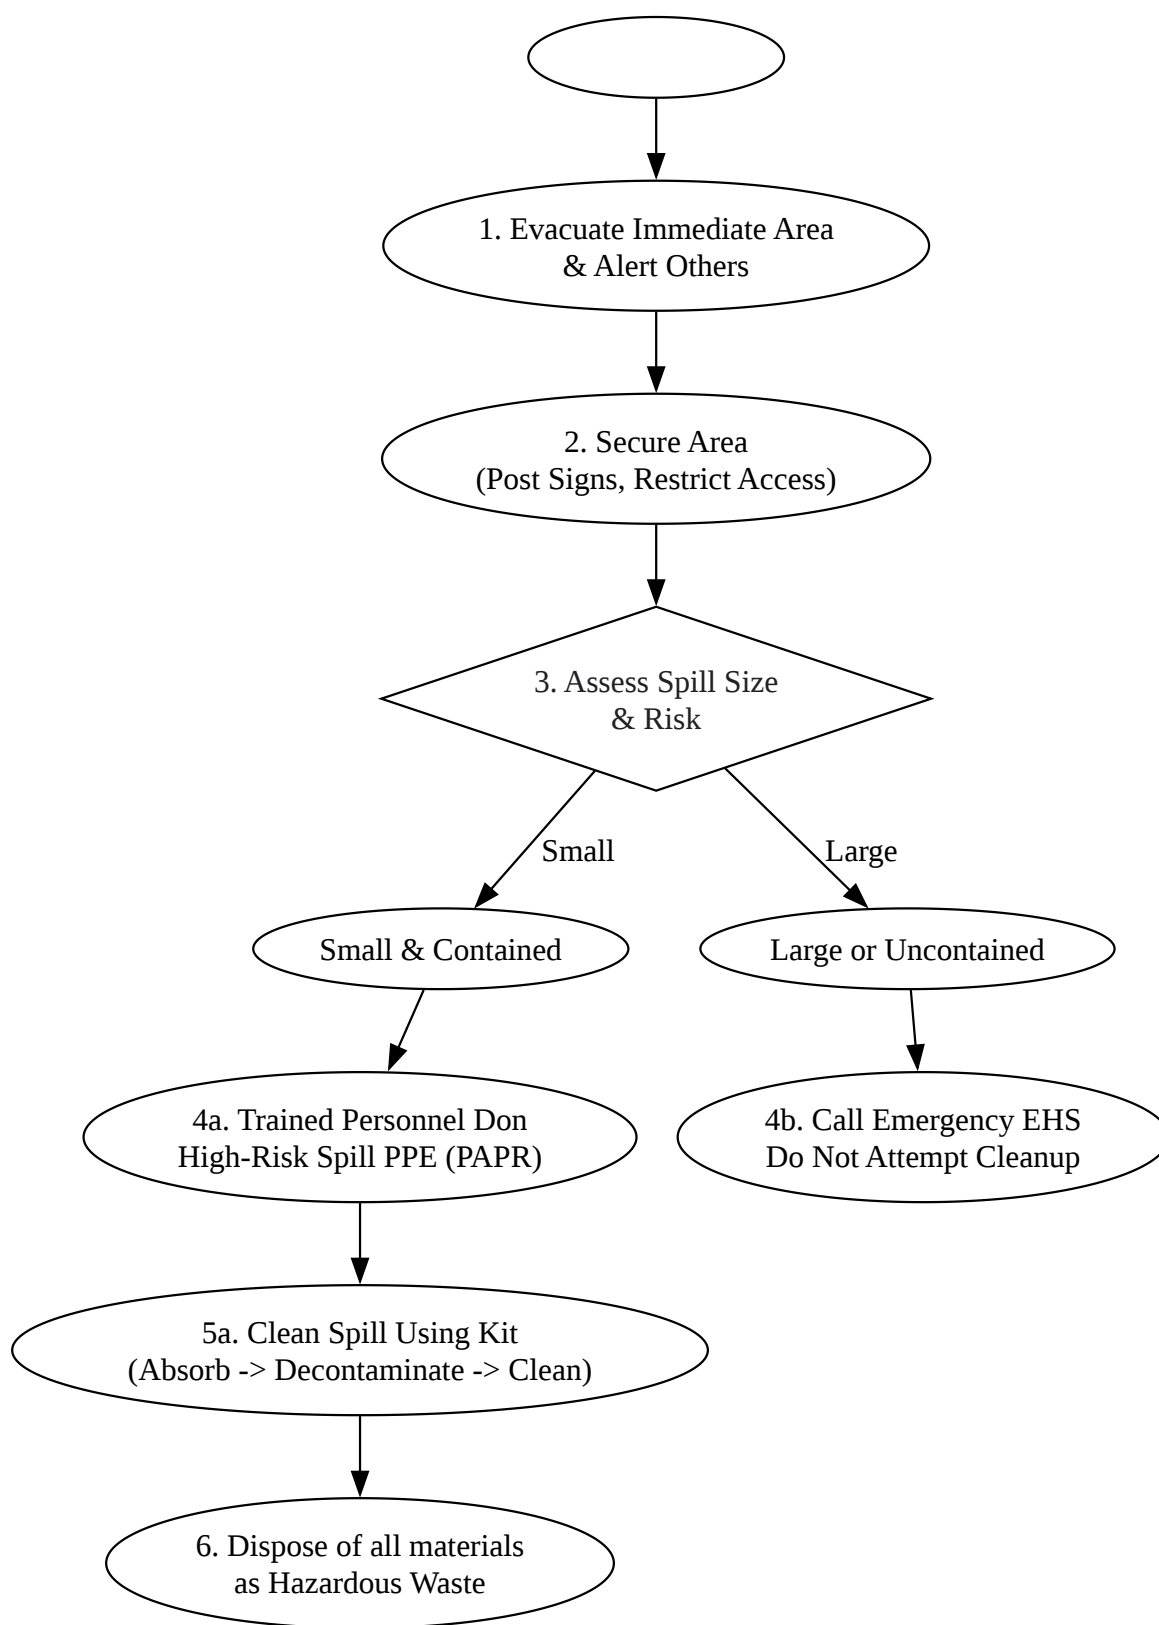 1. Evacuate Immediate Area
& Alert Others
2. Secure Area
(Post Signs, Restrict Access)
3. Assess Spill Size
& Risk
Small
Large
Small & Contained
Large or Uncontained
4a. Trained Personnel Don
High-Risk Spill PPE (PAPR)
4b. Call Emergency EHS
Do Not Attempt Cleanup
5a. Clean Spill Using Kit
(Absorb -> Decontaminate -> Clean)
6. Dispose of all materials
as Hazardous Waste